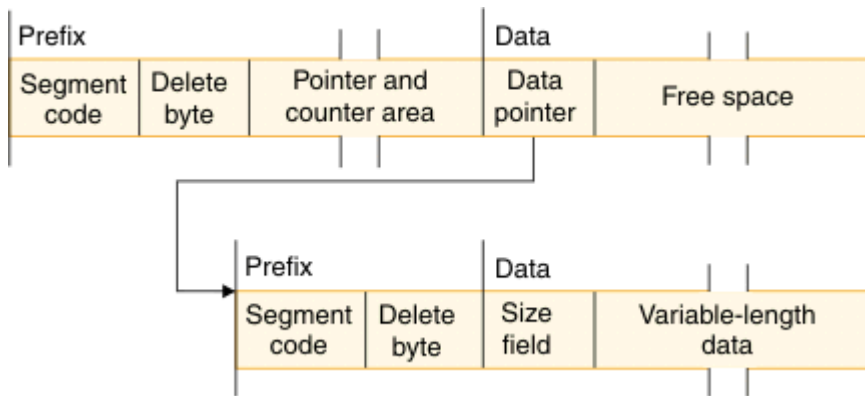 Prefix
Data
Segment code
Delete byte
Pointer and counter area
Data pointer
Free space
Prefix
Data
Segment code
Delete byte
Size field
Variable-length data